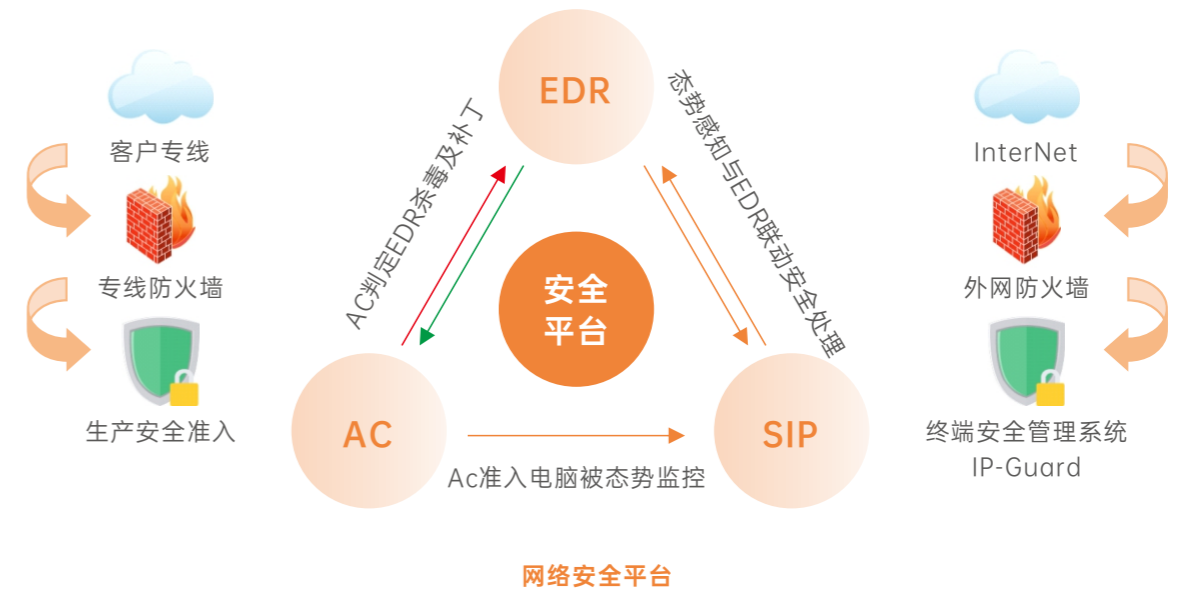 客户专线
专线防火墙
生产安全准入
EDR
AC判定EDR杀毒及补丁
态势感知与EDR联动安全处理
安全
平台
AC
SIP
Ac准入电脑被态势监控
InterNet
外网防火墙
终端安全管理系统
IP-Guard
网络安全平台